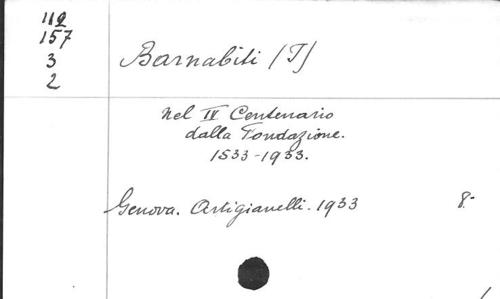 112
157
3
2
Barnabiti (I)
nel IV Centenario
dalla Fondazione.
1533-1933.
Genova. Artigianelli. 1933 8.-